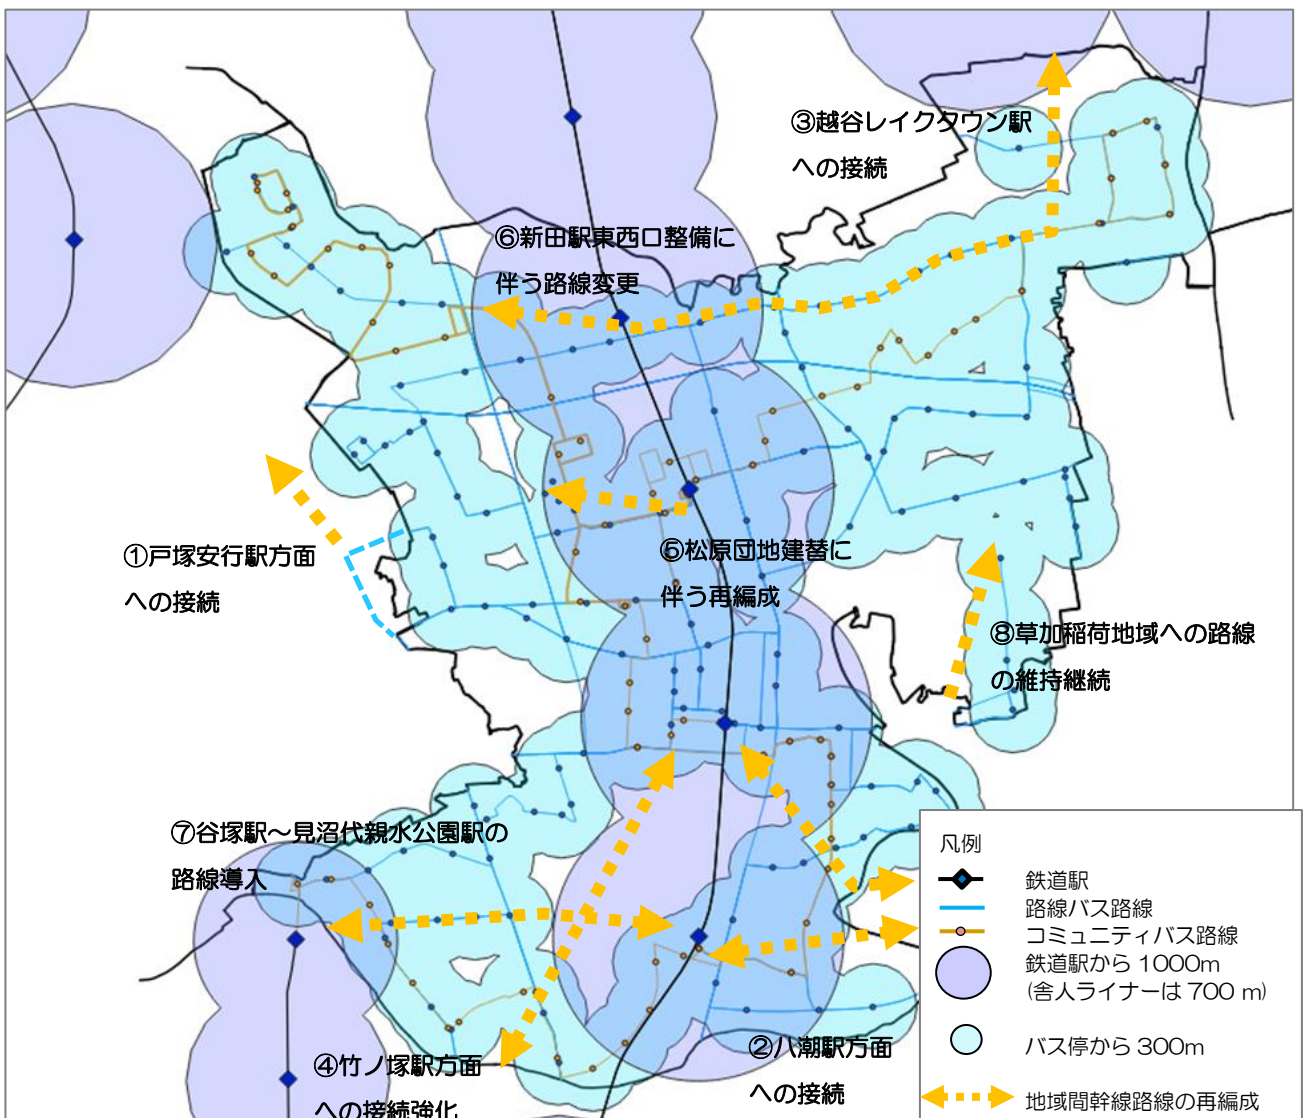 ③越谷レイクタウン駅
への接続
⑥新田駅東西口整備に
伴う路線変更
①戸塚安行駅方面
への接続
⑤松原団地建替に
伴う再編成
⑧草加稲荷地域への路線
の維持継続
⑦谷塚駅～見沼代親水公園駅の
路線導入
④竹ノ塚駅方面
への接続強化
②八潮駅方面
への接続
凡例
鉄道駅
路線バス路線
コミュニティバス路線
鉄道駅から1000m
(舎人ライナーは700 m)
バス停から300m
地域間幹線路線の再編成